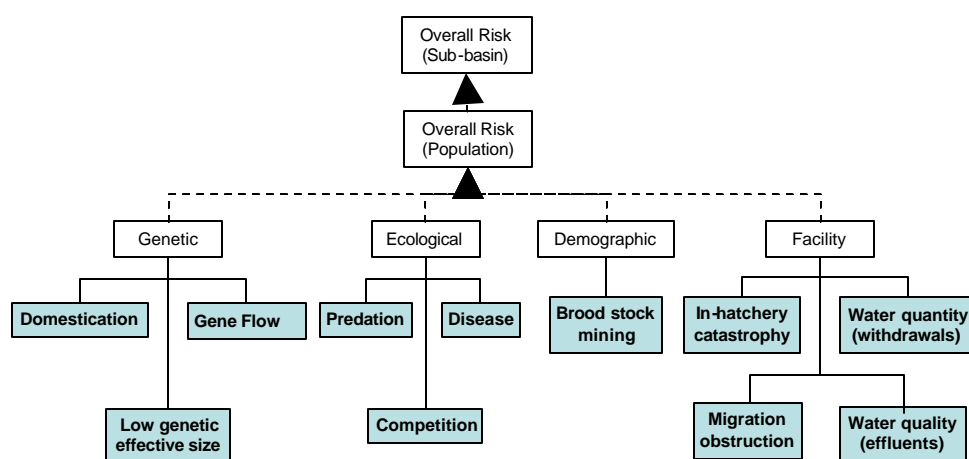 Overall Risk
(Sub-basin)
Overall Risk
(Population)
Genetic
Ecological
Demographic
Facility
Domestication
Gene Flow
Predation
Disease
Brood stock
mining
In-hatchery
catastrophy
Water quantity
(withdrawals)
Low genetic
effective size
Competition
Migration
obstruction
Water quality
(effluents)